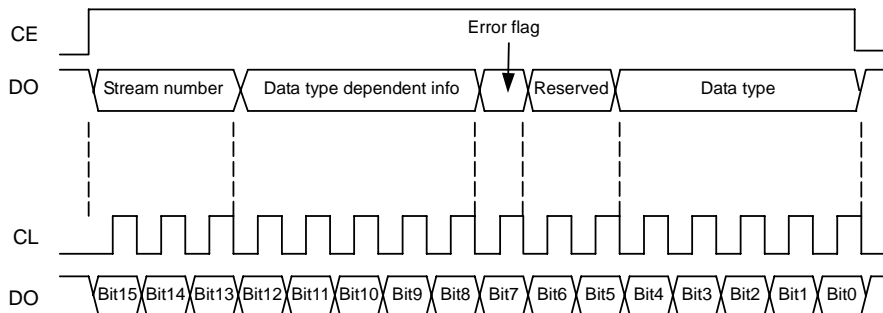 CE
Error flag
DO
Stream number Data type dependent info Reserved Data type
CL
DO
Bit15 Bit14 Bit13 Bit12 Bit11 Bit10 Bit9 Bit8 Bit7 Bit6 Bit5 Bit4 Bit3 Bit2 Bit1 Bit0